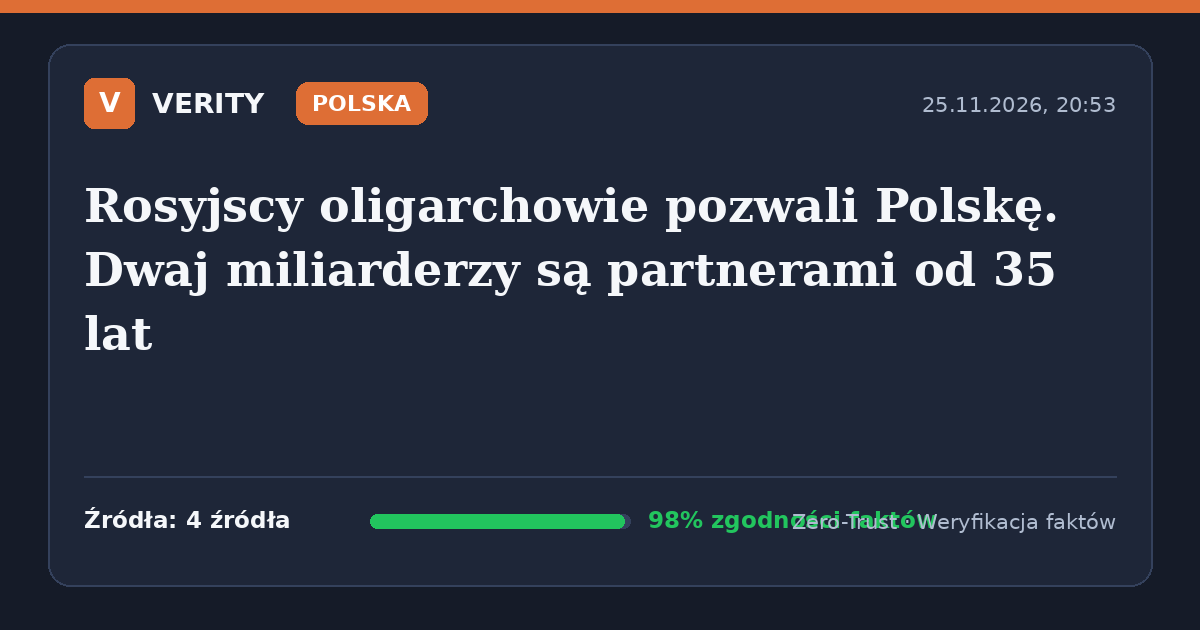 V VERITY POLSKA 25.11.2026, 20:53
Rosyjscy oligarchowie pozwali Polskę.
Dwaj miliarderzy są partnerami od 35
lat
Źródła: 4 źródła 98% zgodności faktów Zero-Trust · Weryfikacja faktów